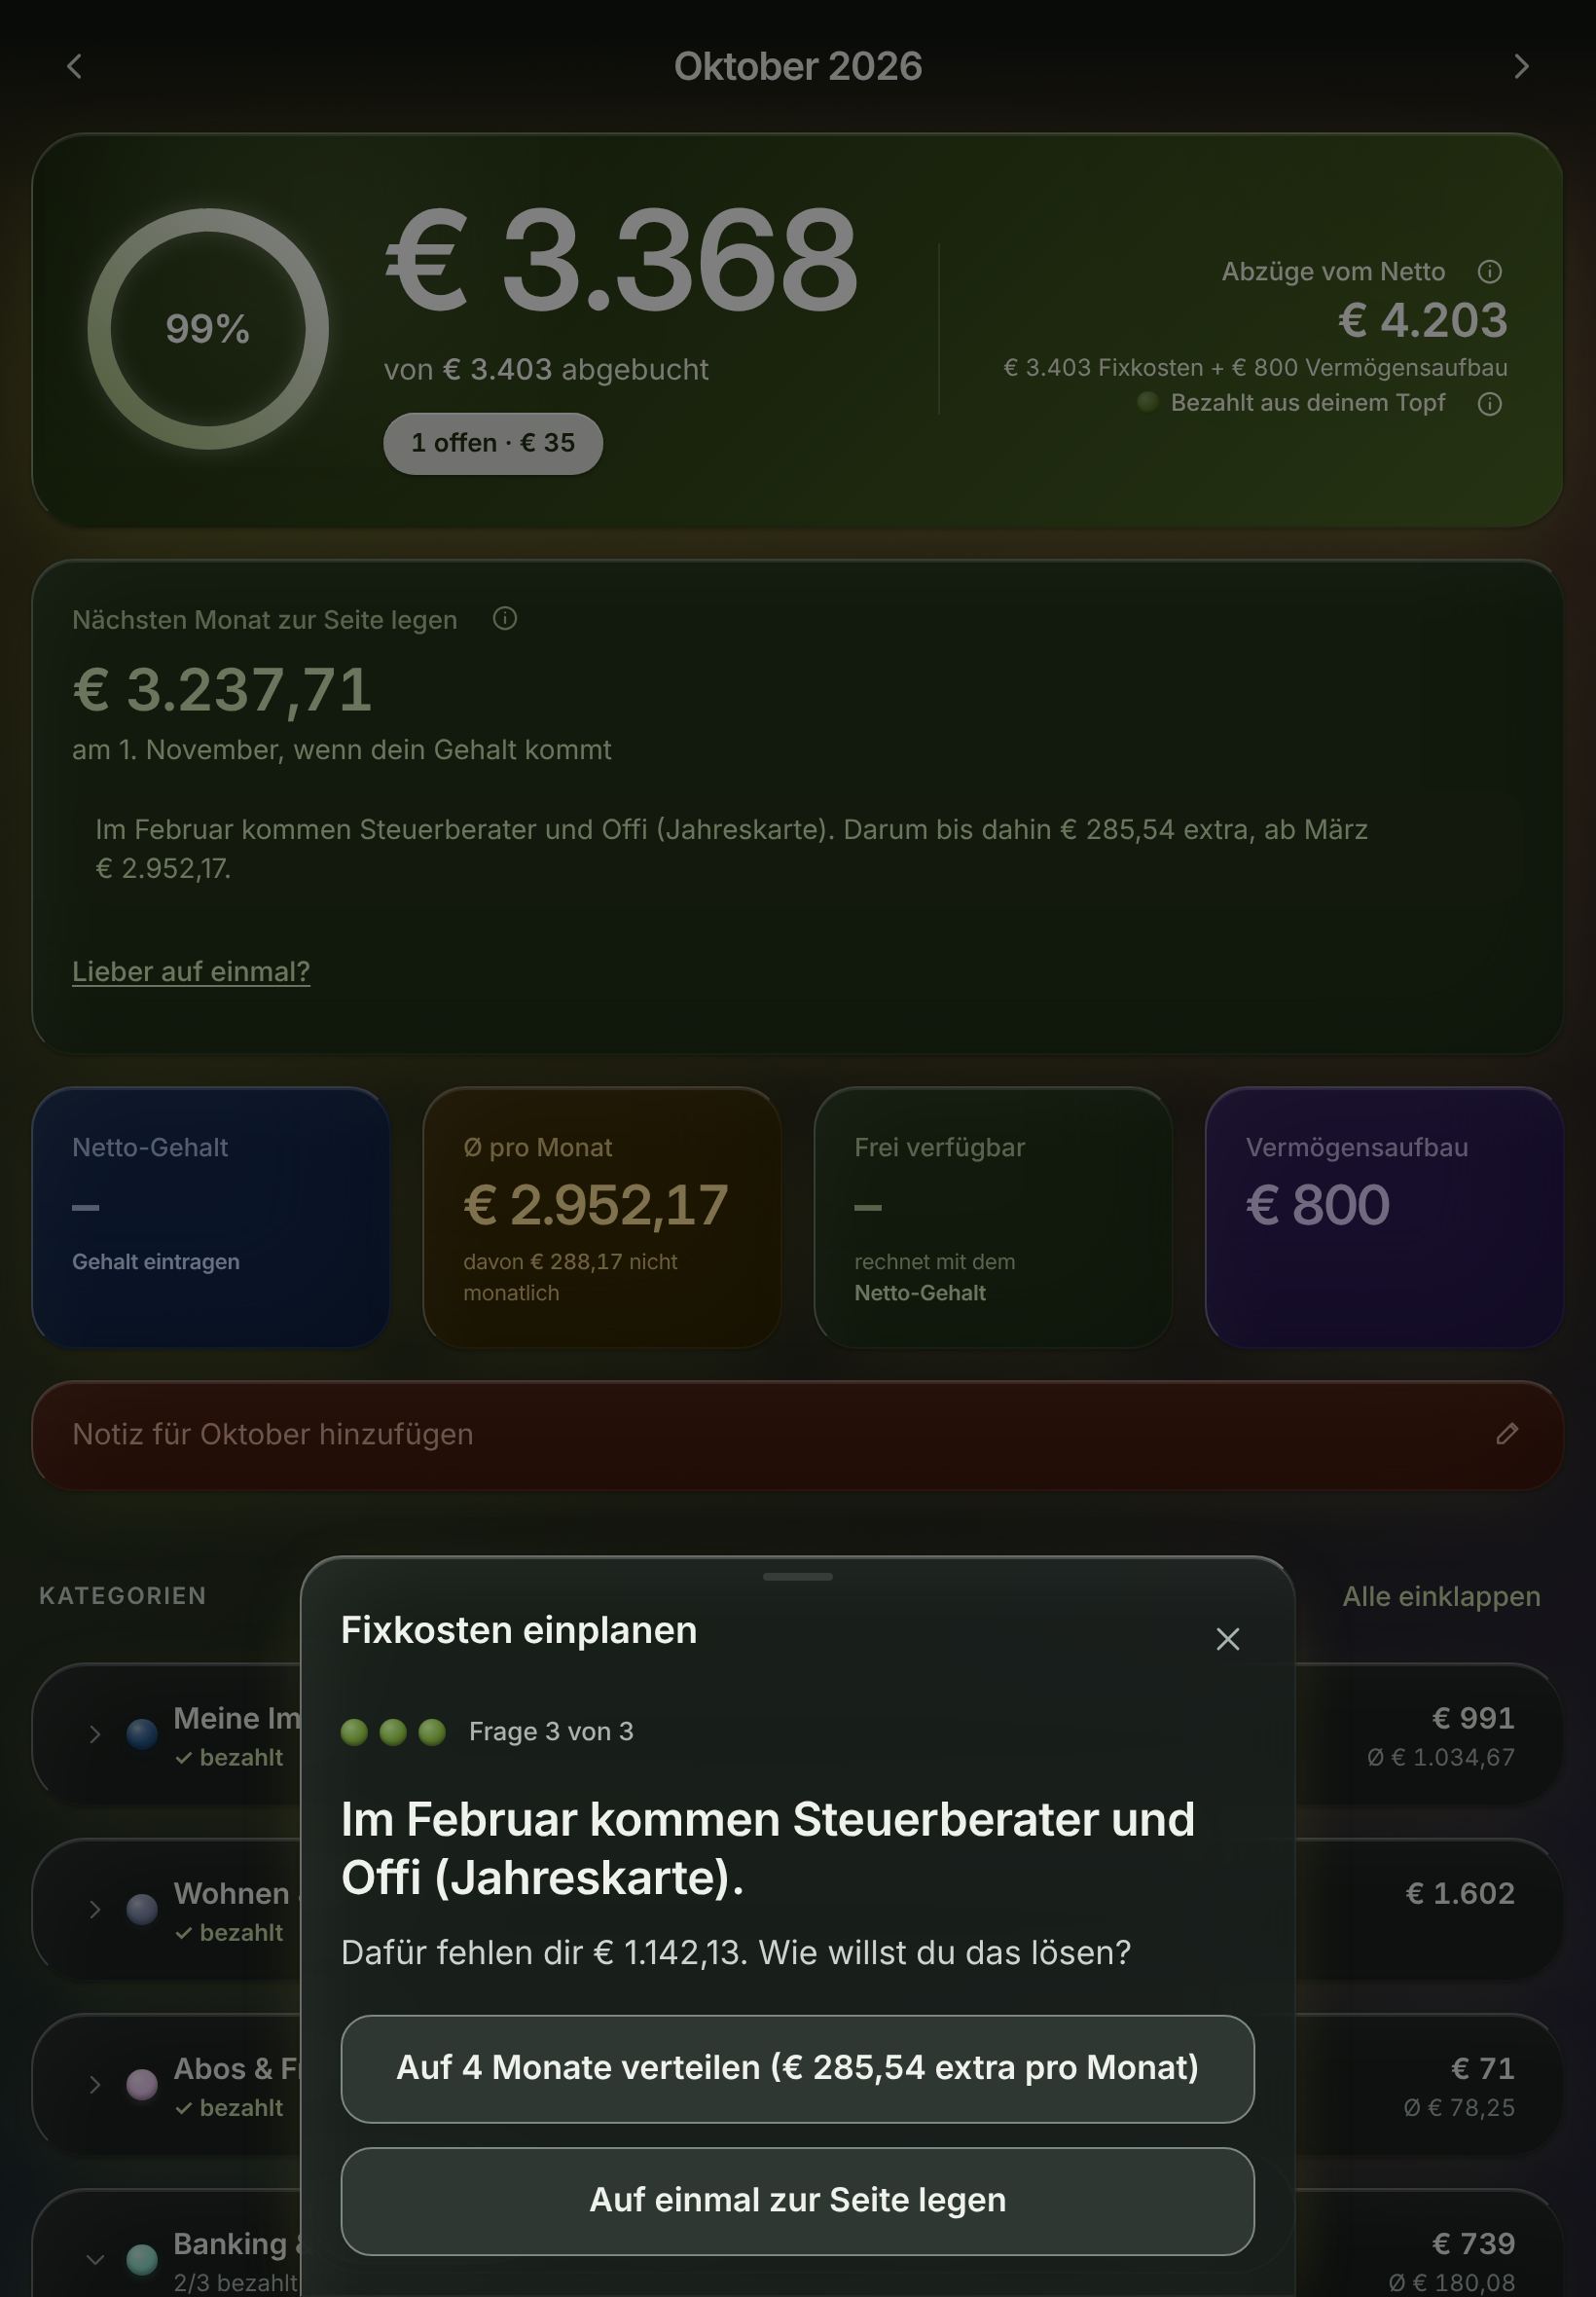 Oktober 2026
99%
€ 3.368
von € 3.403 abgebucht
1 offen · € 35
Abzüge vom Netto
€ 4.203
€ 3.403 Fixkosten + € 800 Vermögensaufbau
Bezahlt aus deinem Topf
Nächsten Monat zur Seite legen
€ 3.237,71
am 1. November, wenn dein Gehalt kommt
Im Februar kommen Steuerberater und Offi (Jahreskarte). Darum bis dahin € 285,54 extra, ab März
€ 2.952,17.
Lieber auf einmal?
Netto-Gehalt
–
Gehalt eintragen
Ø pro Monat
€ 2.952,17
davon € 288,17 nicht
monatlich
Frei verfügbar
–
rechnet mit dem
Netto-Gehalt
Vermögensaufbau
€ 800
Notiz für Oktober hinzufügen
KATEGORIEN
Alle einklappen
Meine Im
✓ bezahlt
€ 991
Ø € 1.034,67
Wohnen
✓ bezahlt
€ 1.602
Abos & F
✓ bezahlt
€ 71
Ø € 78,25
Banking &
2/3 bezahlt
€ 739
Ø € 180,08
Fixkosten einplanen
Frage 3 von 3
Im Februar kommen Steuerberater und
Offi (Jahreskarte).
Dafür fehlen dir € 1.142,13. Wie willst du das lösen?
Auf 4 Monate verteilen (€ 285,54 extra pro Monat)
Auf einmal zur Seite legen